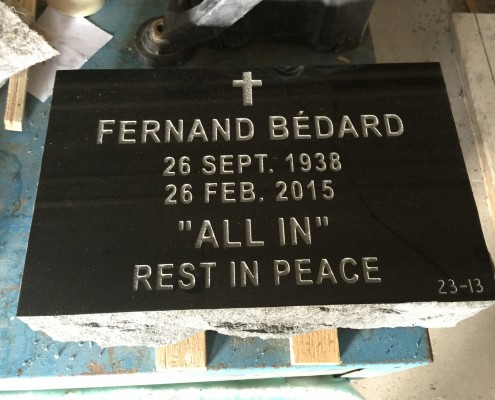 FERNAND BÉDARD
26 SEPT. 1938
26 FEB. 2015
"ALL IN"
REST IN PEACE
23-13